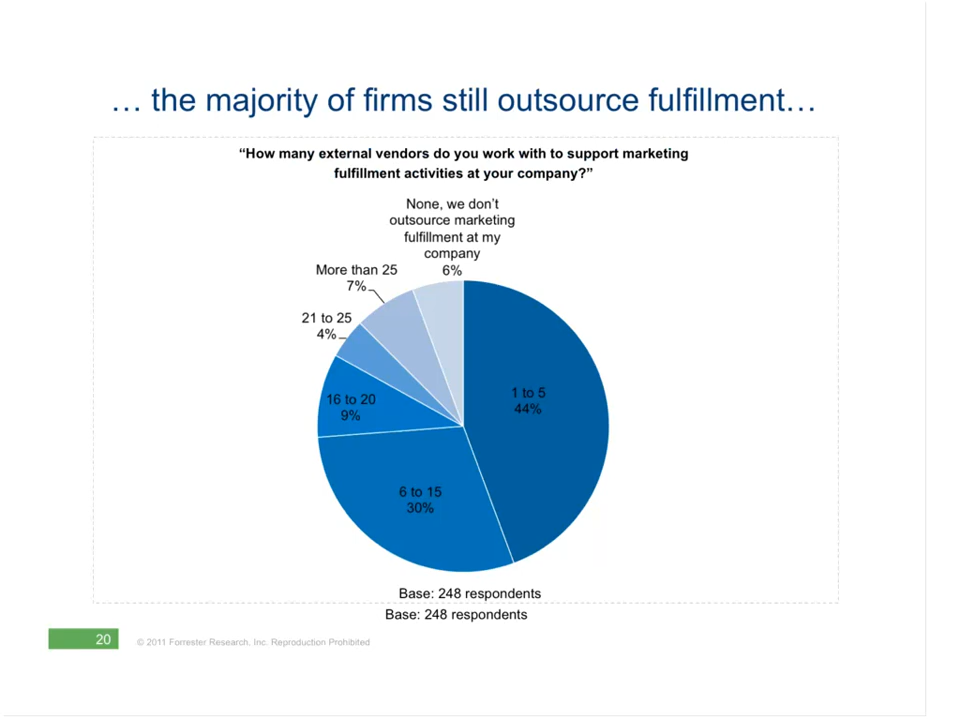 … the majority of firms still outsource fulfillment…
“How many external vendors do you work with to support marketing
fulfillment activities at your company?”
None, we don’t
outsource marketing
fulfillment at my
company
6%
More than 25
7%
21 to 25
4%
16 to 20
9%
1 to 5
44%
6 to 15
30%
Base: 248 respondents
Base: 248 respondents
20
© 2011 Forrester Research, Inc. Reproduction Prohibited